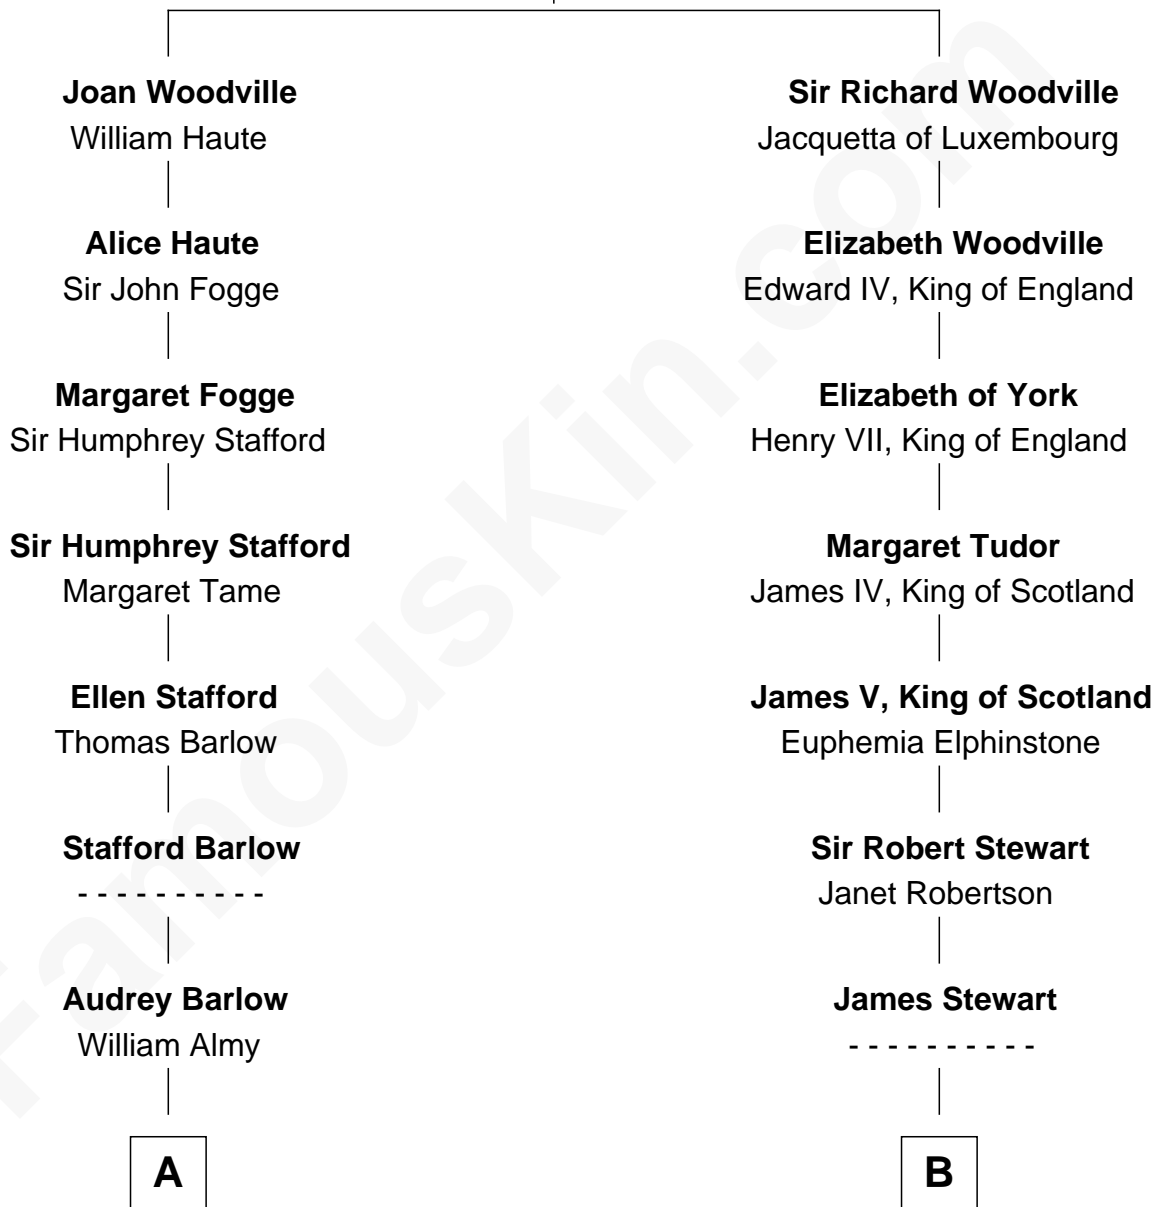 Joan Woodville
William Haute
Alice Haute
Sir John Fogge
Margaret Fogge
Sir Humphrey Stafford
Sir Humphrey Stafford
Margaret Tame
Ellen Stafford
Thomas Barlow
Stafford Barlow
- - - - - - - - - -
Audrey Barlow
William Almy
A
Sir Richard Woodville
Jacquetta of Luxembourg
Elizabeth Woodville
Edward IV, King of England
Elizabeth of York
Henry VII, King of England
Margaret Tudor
James IV, King of Scotland
James V, King of Scotland
Euphemia Elphinstone
Sir Robert Stewart
Janet Robertson
James Stewart
- - - - - - - - - -
B
FamousKin.com